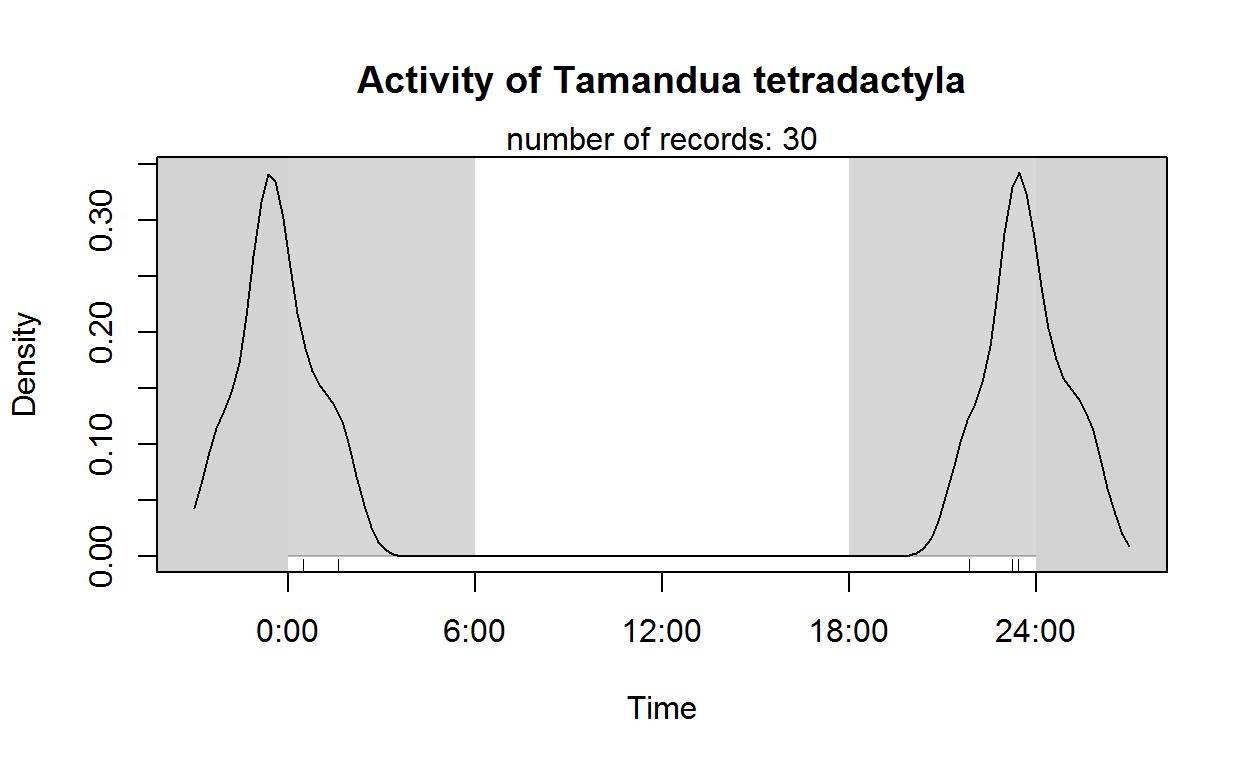 Activity of Tamandua tetradactyla
number of records: 30
Density
0.30
0.20
0.10
0.00
0:00 6:00 12:00 18:00 24:00
Time